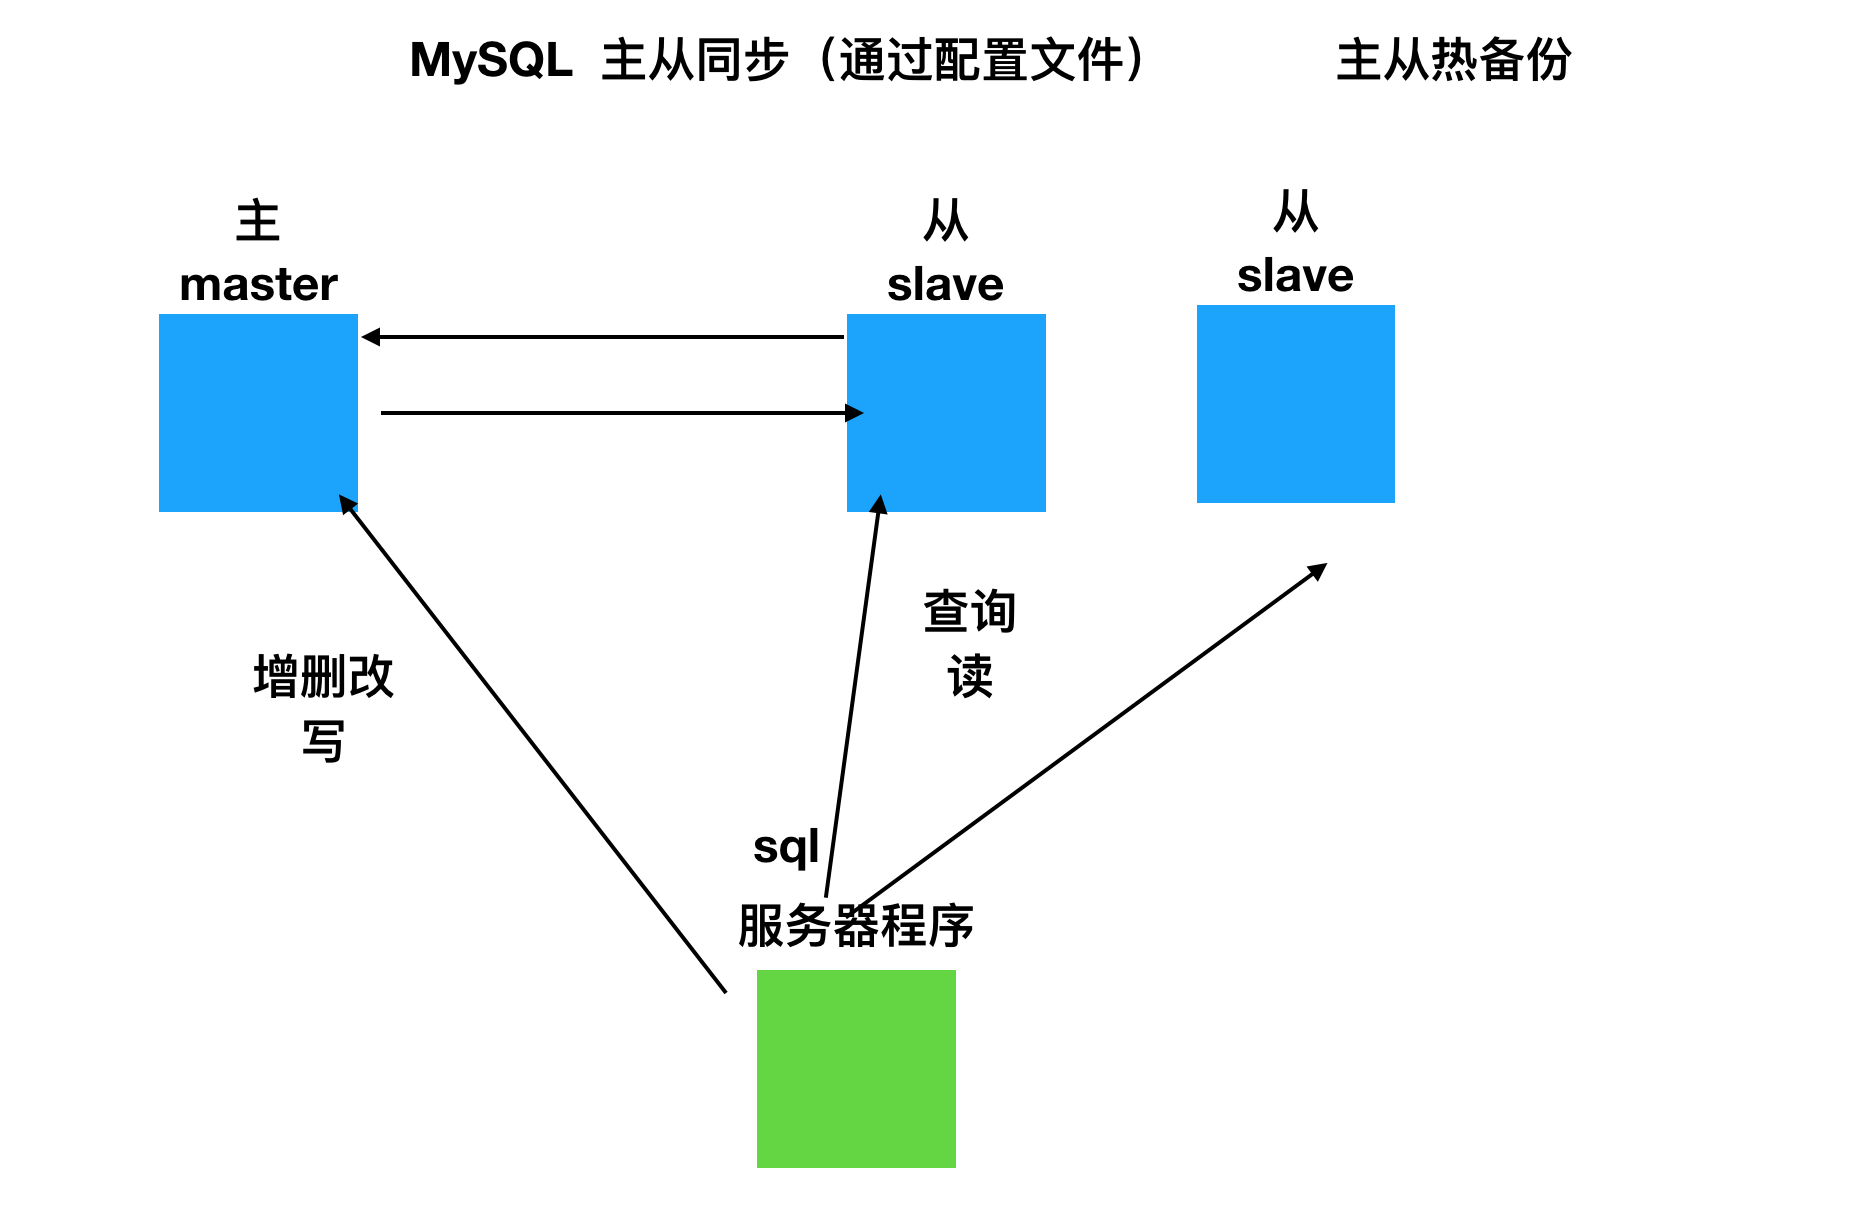 MySQL 主从同步（通过配置文件） 主从热备份
主
master
从
slave
从
slave
增删改
写
查询
读
sql
服务器程序